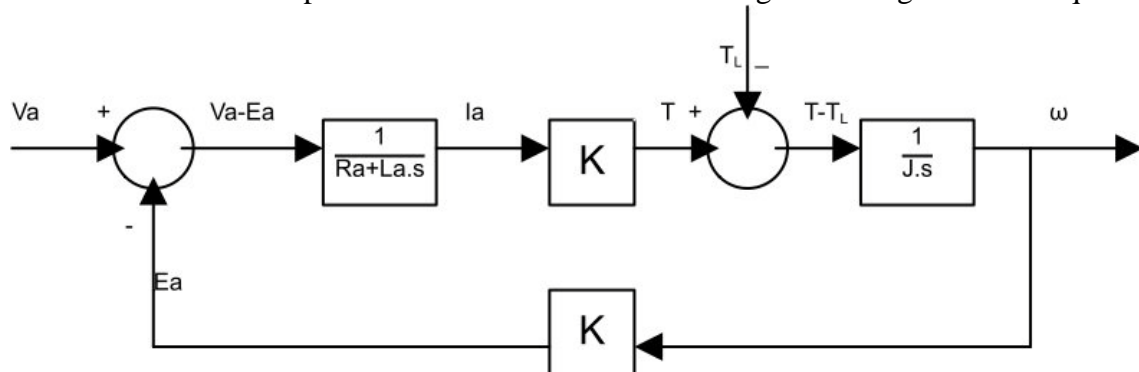 Va + Va-Ea Ia T + T_L _ T-T_L ω
1
Ra+La.s
K
1
J.s
-
Ea
K